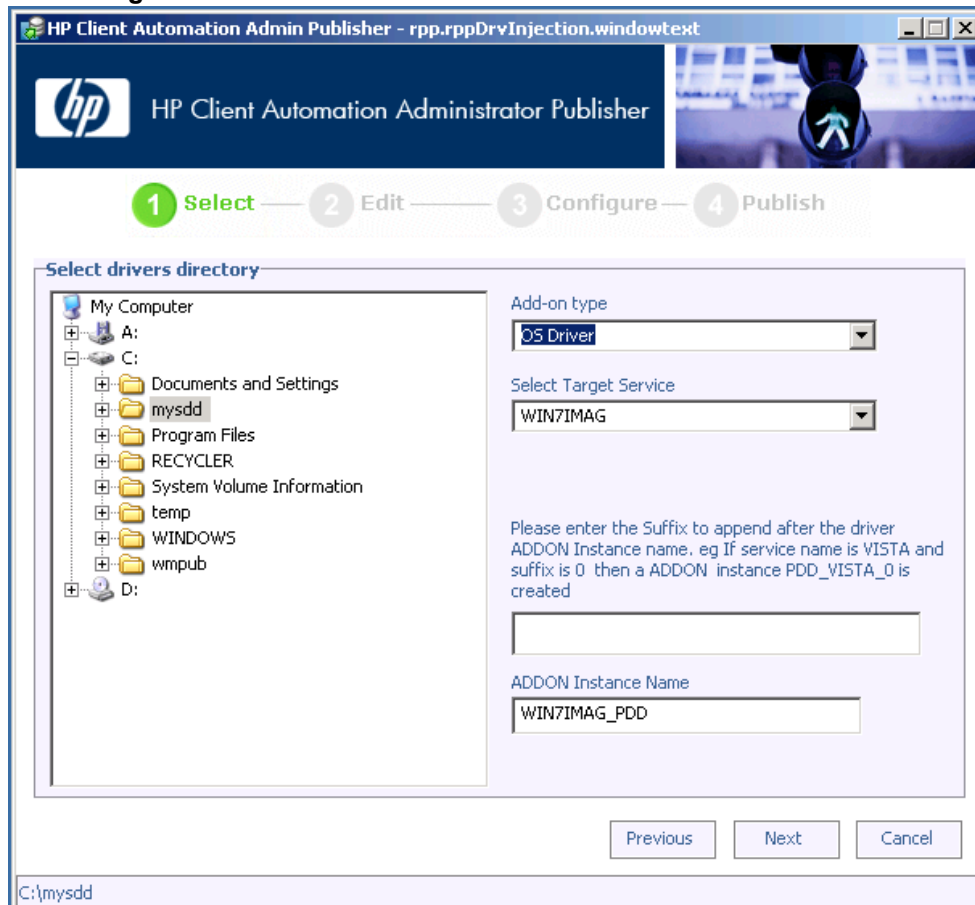 HP Client Automation Admin Publisher - rpp.rppDrvInjection.windowtext
hp
HP Client Automation Administrator Publisher
1 Select 2 Edit 3 Configure 4 Publish
Select drivers directory
My Computer
A:
C:
Documents and Settings
mysdd
Program Files
RECYCLER
System Volume Information
temp
WINDOWS
wmpub
D:
Add-on type
OS Driver
Select Target Service
WIN7IMAG
Please enter the Suffix to append after the driver
ADDON Instance name. eg If service name is VISTA and
suffix is 0 then a ADDON instance PDD_VISTA_0 is
created
ADDON Instance Name
WIN7IMAG_PDD
Previous
Next
Cancel
C:\mysdd